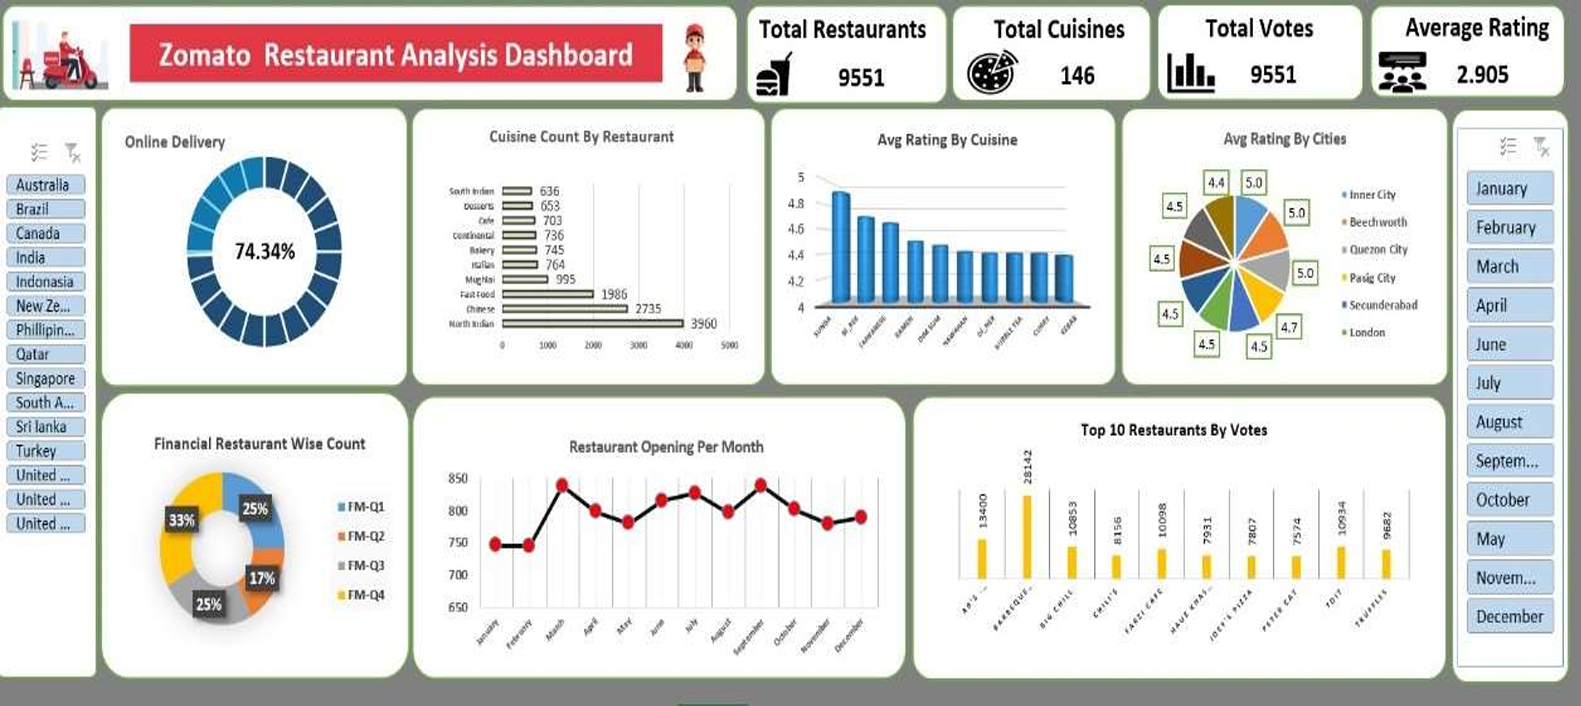 Zomato Restaurant Analysis Dashboard
Total Restaurants
9551
Total Cuisines
146
Total Votes
9551
Average Rating
2.905
Australia
Brazil
Canada
India
Indonasia
New Ze...
Phillipin...
Qatar
Singapore
South A...
Sri lanka
Turkey
United ...
United ...
United ...
Online Delivery
74.34%
Cuisine Count By Restaurant
South Indian 636
Desserts 653
Cafe 703
Continental 736
Bakery 745
Italian 764
Mughlai 995
Fast Food 1986
Chinese 2735
North Indian 3960
0 1000 2000 3000 4000 5000
Avg Rating By Cuisine
5
4.8
4.6
4.4
4.2
4
SUNDA
BI_REK
TAIWANESE
RAMEN
DIM SUM
HAWAIIAN
DI_NER
BUBBLE TEA
CURRY
KEBAB
Avg Rating By Cities
4.4 5.0
4.5 5.0
4.5 5.0
4.5 4.7
4.5 4.5
Inner City
Beechworth
Quezon City
Pasig City
Secunderabad
London
January
February
March
April
June
July
August
Septem...
October
May
Novem...
December
Financial Restaurant Wise Count
33% 25%
17%
25%
FM-Q1
FM-Q2
FM-Q3
FM-Q4
Restaurant Opening Per Month
850
800
750
700
650
January
February
March
April
May
June
July
August
September
October
November
December
Top 10 Restaurants By Votes
13400
28142
10853
8156
10098
7931
7807
7574
10934
9682
AB'S ...
BARBEQUE...
BIG CHILL
CHILI'S
FARZI CAFE
HAUZ KHAS...
JOEY'S PIZZA
PETER CAT
TOIT
TRUFFLES